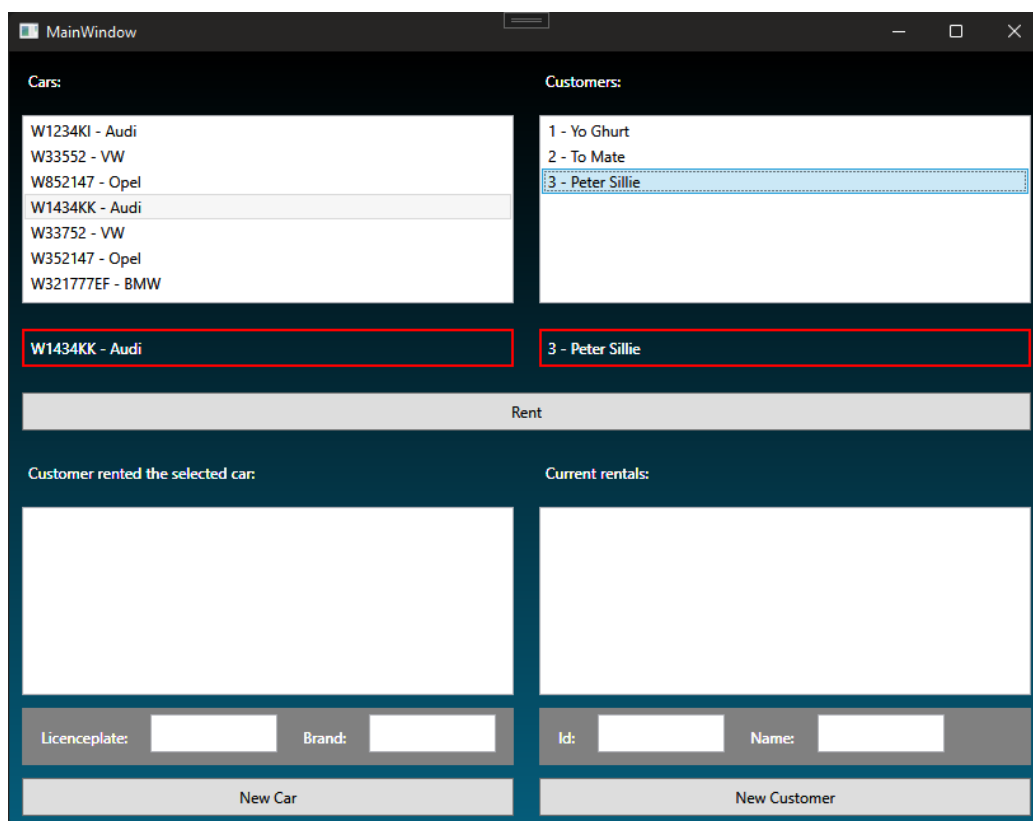 MainWindow
Cars:
Customers:
W1234KI - Audi
W33552 - VW
W852147 - Opel
W1434KK - Audi
W33752 - VW
W352147 - Opel
W321777EF - BMW
1 - Yo Ghurt
2 - To Mate
3 - Peter Sillie
W1434KK - Audi
3 - Peter Sillie
Rent
Customer rented the selected car:
Current rentals:
Licenceplate:
Brand:
Id:
Name:
New Car
New Customer